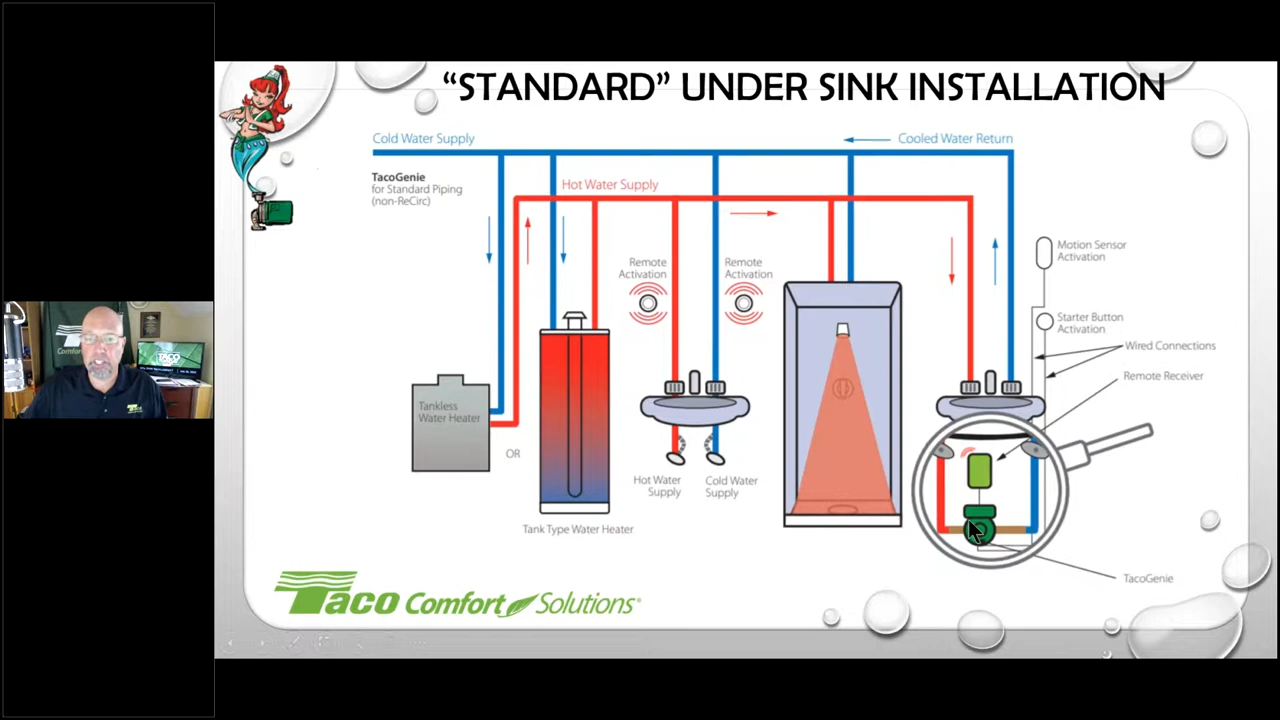 “STANDARD” UNDER SINK INSTALLATION
Cold Water Supply
Cooled Water Return
TacoGenie
for Standard Piping
(non-ReCirc)
Hot Water Supply
Remote
Activation
Remote
Activation
Motion Sensor
Activation
Starter Button
Activation
Wired Connections
Remote Receiver
Tankless
Water Heater
OR
Hot Water
Supply
Cold Water
Supply
Tank Type Water Heater
TacoGenie
Taco Comfort Solutions®
Comfort
TACO